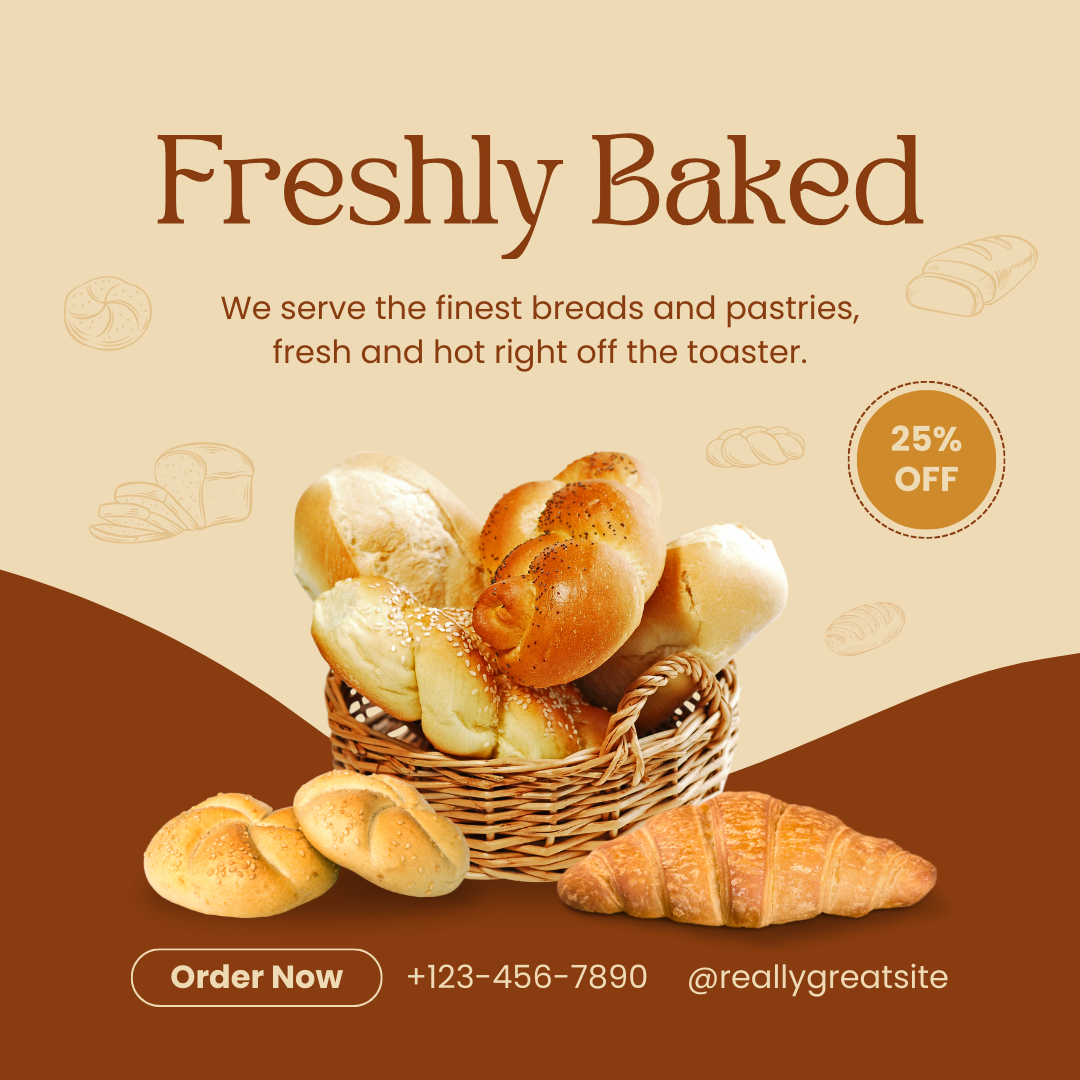 Freshly Baked
We serve the finest breads and pastries,
fresh and hot right off the toaster.
25%
OFF
Order Now
+123-456-7890
@reallygreatsite